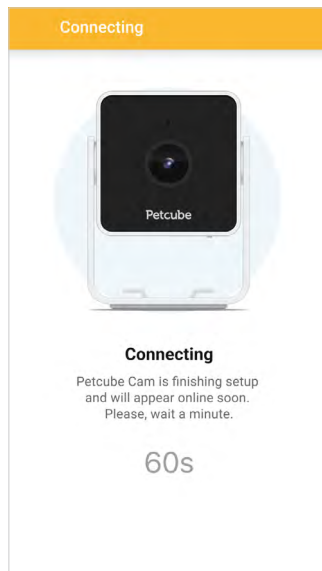 Connecting
Petcube
Connecting
Petcube Cam is finishing setup
and will appear online soon.
Please, wait a minute.
60s